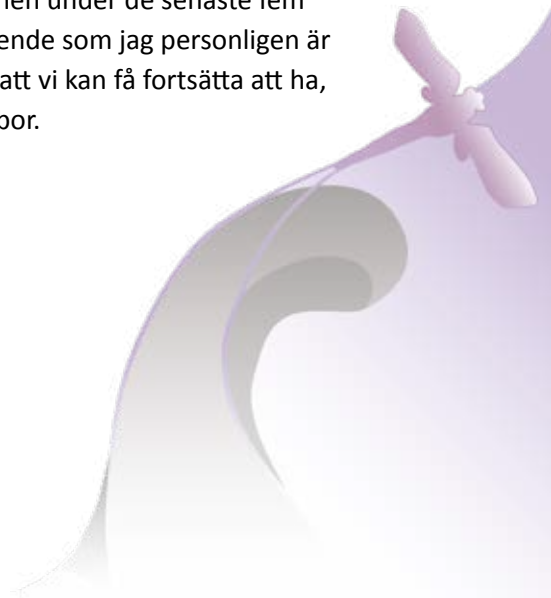 under de senaste fem
ende som jag personligen är
att vi kan få fortsätta att ha,
bor.